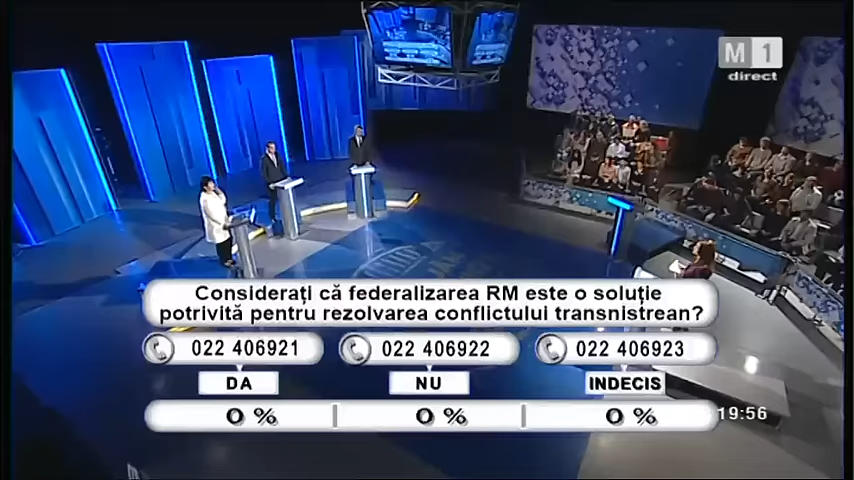 M 1
direct
Considerați că federalizarea RM este o soluție
potrivită pentru rezolvarea conflictului transnistrean?
022 406921 022 406922 022 406923
DA NU INDECIS
0 % 0 % 0 %
19:56